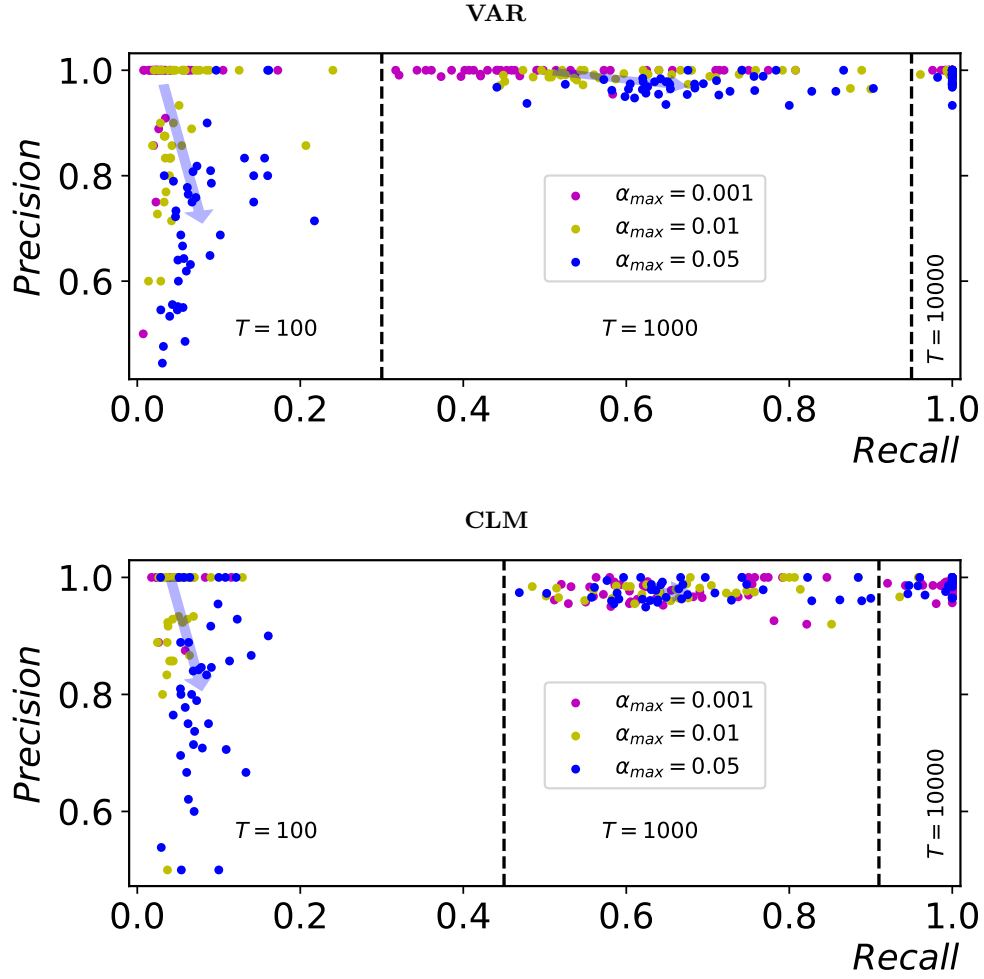 VAR
1.0
0.8
0.6
Precision
α_max = 0.001
α_max = 0.01
α_max = 0.05
T = 100
T = 1000
T = 10000
0.0 0.2 0.4 0.6 0.8 1.0
Recall
CLM
1.0
0.8
0.6
Precision
α_max = 0.001
α_max = 0.01
α_max = 0.05
T = 100
T = 1000
T = 10000
0.0 0.2 0.4 0.6 0.8 1.0
Recall